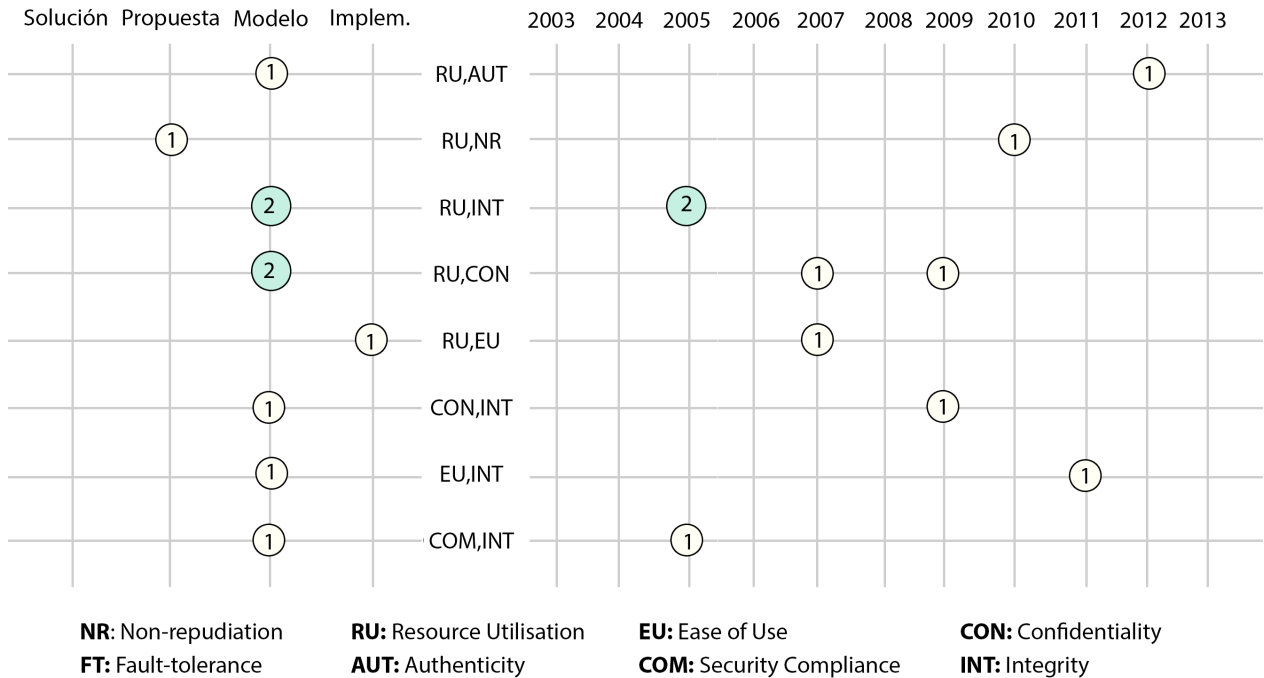 Solución Propuesta Modelo Implem. 2003 2004 2005 2006 2007 2008 2009 2010 2011 2012 2013
1 RU,AUT 1
1 RU,NR 1
2 RU,INT 2
2 RU,CON 1 1
1 RU,EU 1
1 CON,INT 1
1 EU,INT 1
1 COM,INT 1
NR: Non-repudiation RU: Resource Utilisation EU: Ease of Use CON: Confidentiality
FT: Fault-tolerance AUT: Authenticity COM: Security Compliance INT: Integrity